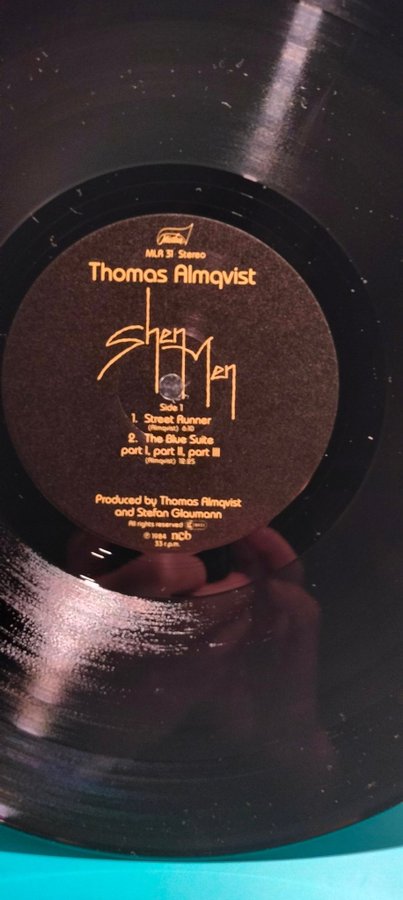 MLR 31 Stereo
Thomas Almqvist
Shen Men
Side 1
1. Street Runner
(Almqvist) 6:10
2. The Blue Suite
part I, part II, part III
(Almqvist) 18:25
Produced by Thomas Almqvist
and Stefan Glaumann
All rights reserved
℗ 1984 ncb
33 r.p.m.